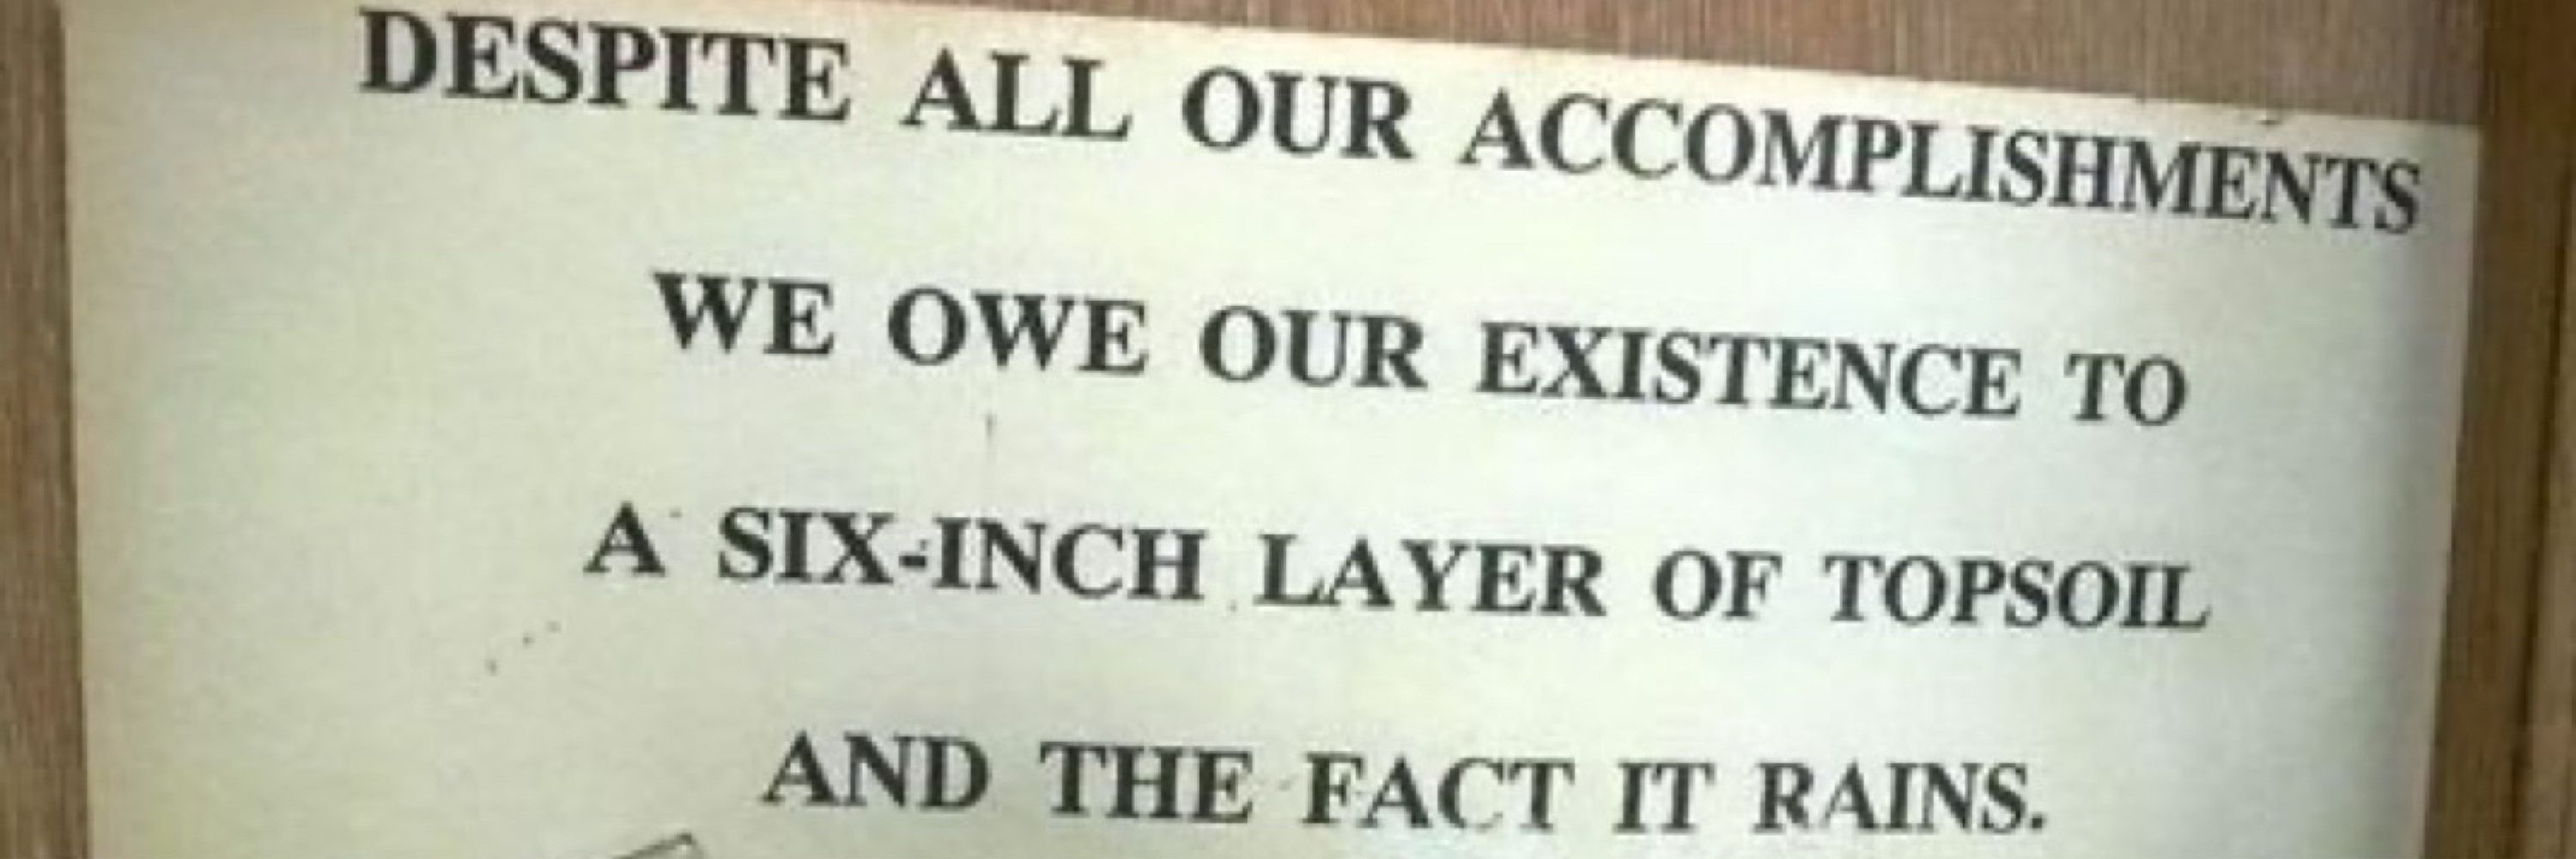 DESPITE ALL OUR ACCOMPLISHMENTS
WE OWE OUR EXISTENCE TO
A SIX-INCH LAYER OF TOPSOIL
AND THE FACT IT RAINS.